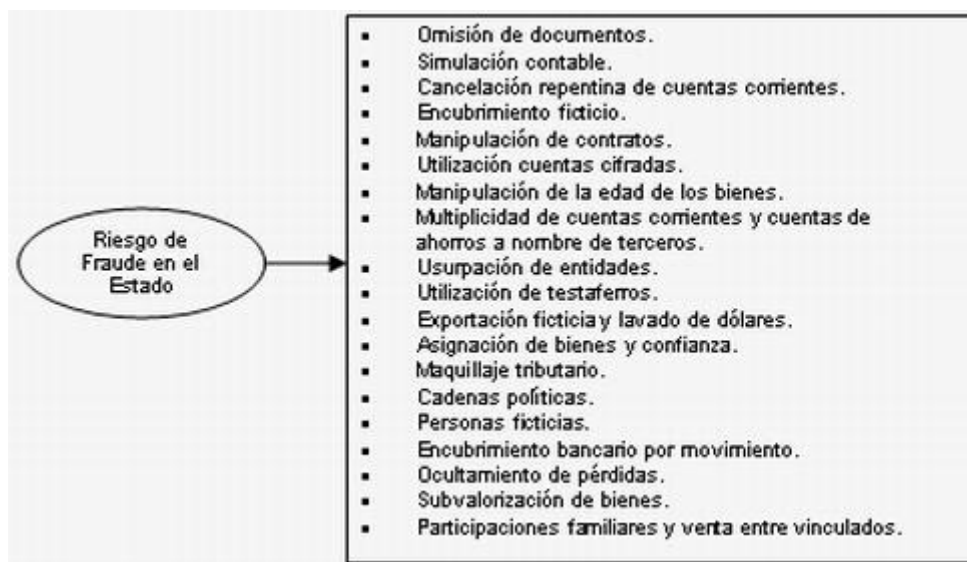 Riesgo de
Fraude en el
Estado
▪ Omisión de documentos.
▪ Simulación contable.
▪ Cancelación repentina de cuentas corrientes.
▪ Encubrimiento ficticio.
▪ Manipulación de contratos.
▪ Utilización cuentas cifradas.
▪ Manipulación de la edad de los bienes.
▪ Multiplicidad de cuentas corrientes y cuentas de
ahorros a nombre de terceros.
▪ Usurpación de entidades.
▪ Utilización de testaferros.
▪ Exportación ficticia y lavado de dólares.
▪ Asignación de bienes y confianza.
▪ Maquillaje tributario.
▪ Cadenas políticas.
▪ Personas ficticias.
▪ Encubrimiento bancario por movimiento.
▪ Ocultamiento de pérdidas.
▪ Subvalorización de bienes.
▪ Participaciones familiares y venta entre vinculados.